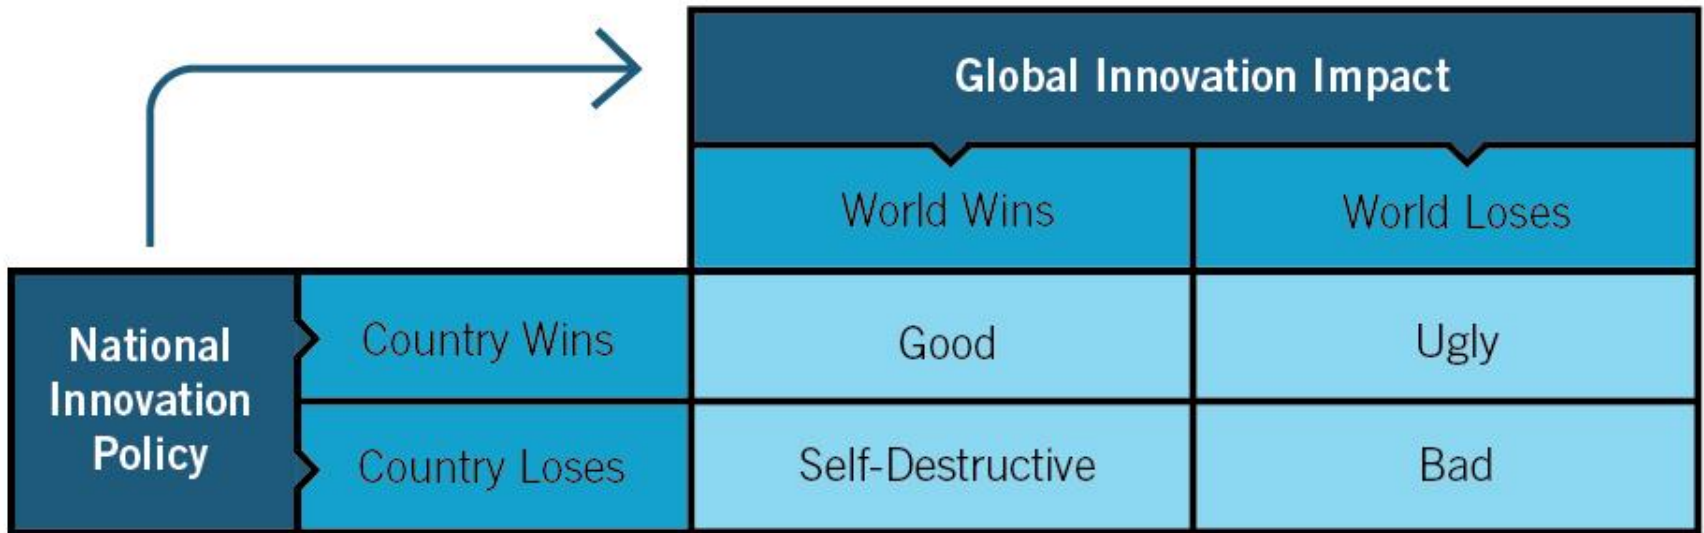 Global Innovation Impact
World Wins
World Loses
National
Innovation
Policy
Country Wins
Good
Ugly
Country Loses
Self-Destructive
Bad